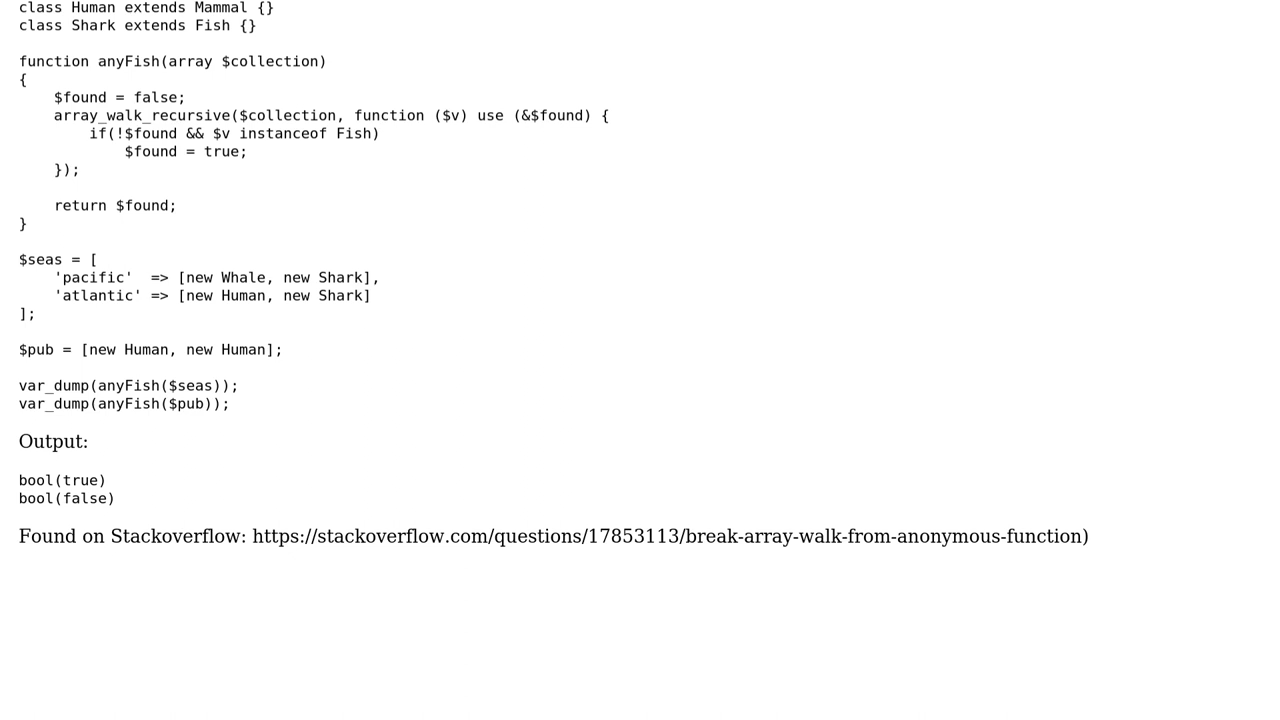 class Human extends Mammal {}
class Shark extends Fish {}

function anyFish(array $collection)
{
    $found = false;
    array_walk_recursive($collection, function ($v) use (&$found) {
        if(!$found && $v instanceof Fish)
            $found = true;
    });

    return $found;
}

$seas = [
    'pacific'  => [new Whale, new Shark],
    'atlantic' => [new Human, new Shark]
];

$pub = [new Human, new Human];

var_dump(anyFish($seas));
var_dump(anyFish($pub));

Output:

bool(true)
bool(false)

Found on Stackoverflow: https://stackoverflow.com/questions/17853113/break-array-walk-from-anonymous-function)